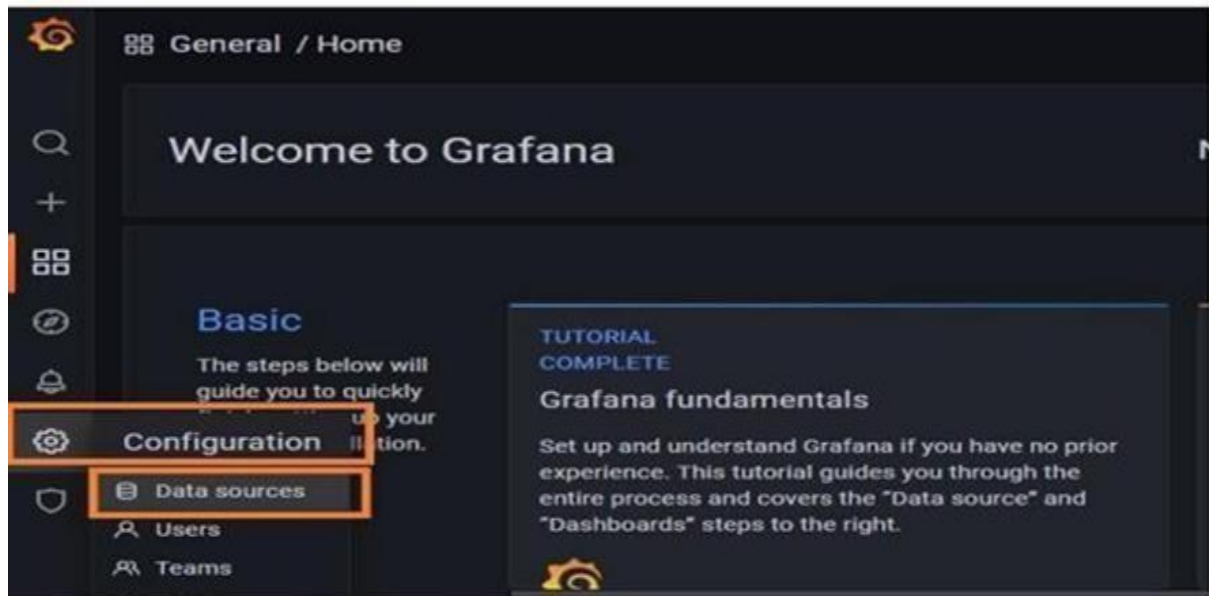 General / Home
Welcome to Grafana
Basic
The steps below will
guide you to quickly
up your
Configuration
Data sources
Users
Teams
TUTORIAL
COMPLETE
Grafana fundamentals
Set up and understand Grafana if you have no prior
experience. This tutorial guides you through the
entire process and covers the "Data source" and
"Dashboards" steps to the right.